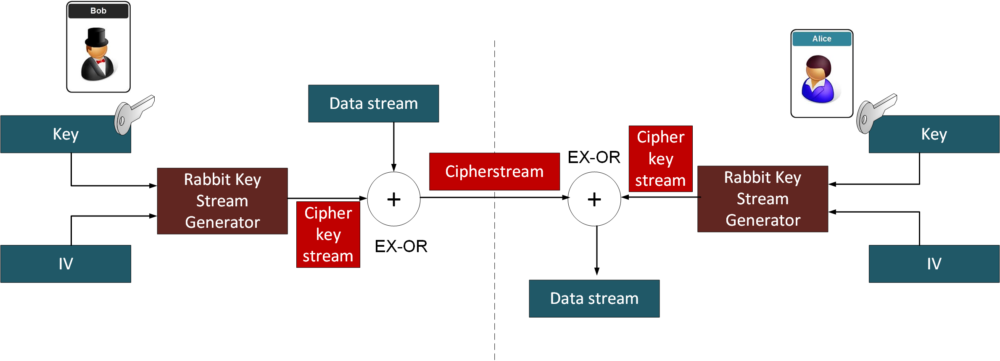 Bob
Alice
Data stream
Key
Cipher
key
stream
Key
EX-OR
Cipherstream
Rabbit Key
Stream
Generator
+
+
Rabbit Key
Stream
Generator
Cipher
key
stream
EX-OR
IV
IV
Data stream